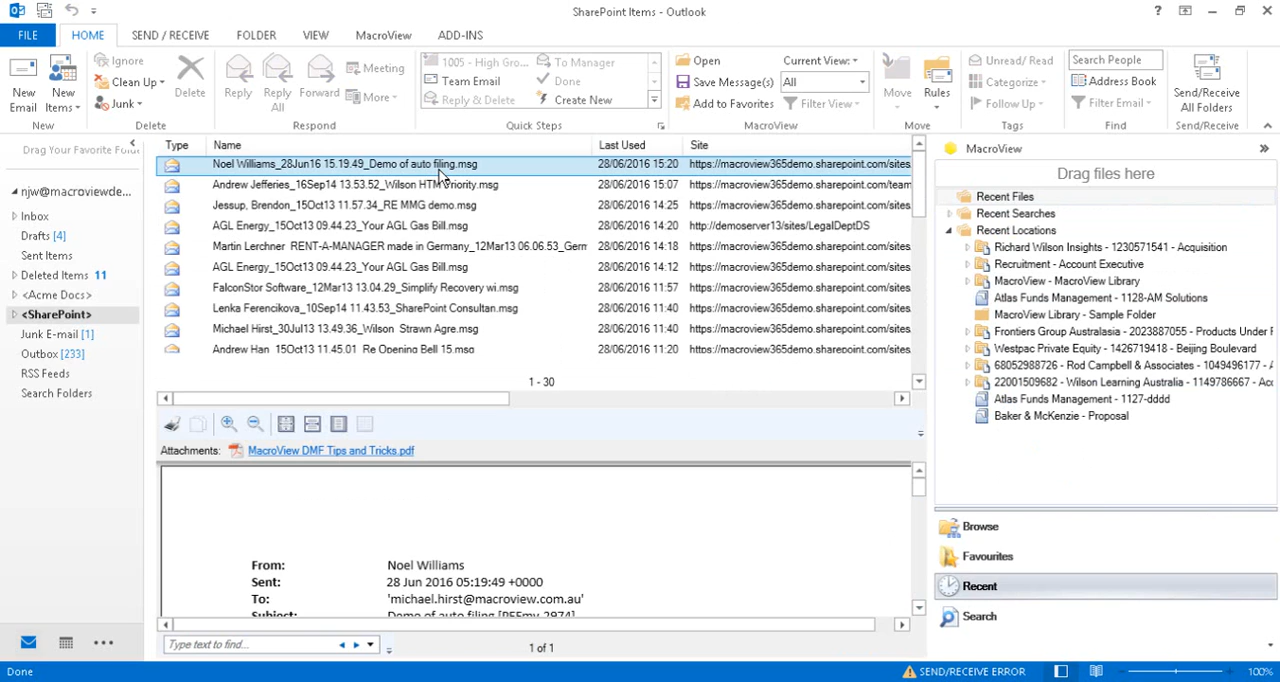 SharePoint Items - Outlook
FILE HOME SEND / RECEIVE FOLDER VIEW MacroView ADD-INS
New Email
New Items
New
Ignore
Clean Up
Junk
Delete
Delete
Reply
Reply All
Forward
Meeting
More
Respond
1005 - High Gro...
Team Email
Reply & Delete
To Manager
Done
Create New
Quick Steps
Open
Save Message(s)
Add to Favorites
Current View:
All
Filter View
MacroView
Move
Rules
Move
Unread/ Read
Categorize
Follow Up
Tags
Search People
Address Book
Filter Email
Find
Send/Receive All Folders
Send/Receive
Drag Your Favorite
njw@macroviewde...
Inbox
Drafts [4]
Sent Items
Deleted Items 11
<Acme Docs>
<SharePoint>
Junk E-mail [1]
Outbox [233]
RSS Feeds
Search Folders
Type Name Last Used Site
Noel Williams_28Jun16 15.19.49_Demo of auto filing.msg 28/06/2016 15:20 https://macroview365demo.sharepoint.com/sites
Andrew Jefferies_16Sep14 13.53.52_Wilson HTM Priority.msg 28/06/2016 15:07 https://macroview365demo.sharepoint.com/team
Jessup, Brendon_15Oct13 11.57.34_RE MMG demo.msg 28/06/2016 14:25 https://macroview365demo.sharepoint.com/sites
AGL Energy_15Oct13 09.44.23_Your AGL Gas Bill.msg 28/06/2016 14:20 http://demoserver13/sites/LegalDeptDS
Martin Lerchner RENT-A-MANAGER made in Germany_12Mar13 06.06.53_Germ 28/06/2016 14:18 https://macroview365demo.sharepoint.com/sites
AGL Energy_15Oct13 09.44.23_Your AGL Gas Bill.msg 28/06/2016 14:12 https://macroview365demo.sharepoint.com/sites
FalconStor Software_12Mar13 13.04.29_Simplify Recovery wi.msg 28/06/2016 11:57 https://macroview365demo.sharepoint.com/sites
Lenka Ferencikova_10Sep14 11.43.53_SharePoint Consultan.msg 28/06/2016 11:40 https://macroview365demo.sharepoint.com/sites
Michael Hirst_30Jul13 13.49.36_Wilson Strawn Agre.msg 28/06/2016 11:40 https://macroview365demo.sharepoint.com/sites
Andrew Han_15Oct13 11.45.01_Re Opening Bell 15.msg 28/06/2016 11:20 https://macroview365demo.sharepoint.com/sites
1 - 30
Attachments: MacroView DMF Tips and Tricks.pdf
From: Noel Williams
Sent: 28 Jun 2016 05:19:49 +0000
To: 'michael.hirst@macroview.com.au'
Subject: Demo of auto filing [REFmv-2974]
Type text to find...
1 of 1
MacroView
Drag files here
Recent Files
Recent Searches
Recent Locations
Richard Wilson Insights - 1230571541 - Acquisition
Recruitment - Account Executive
MacroView - MacroView Library
Atlas Funds Management - 1128-AM Solutions
MacroView Library - Sample Folder
Frontiers Group Australasia - 2023887055 - Products Under
Westpac Private Equity - 1426719418 - Beijing Boulevard
68052988726 - Rod Campbell & Associates - 1049496177 -
22001509682 - Wilson Learning Australia - 1149786667 - Acc
Atlas Funds Management - 1127-dddd
Baker & McKenzie - Proposal
Browse
Favourites
Recent
Search
Done
SEND/RECEIVE ERROR
100%